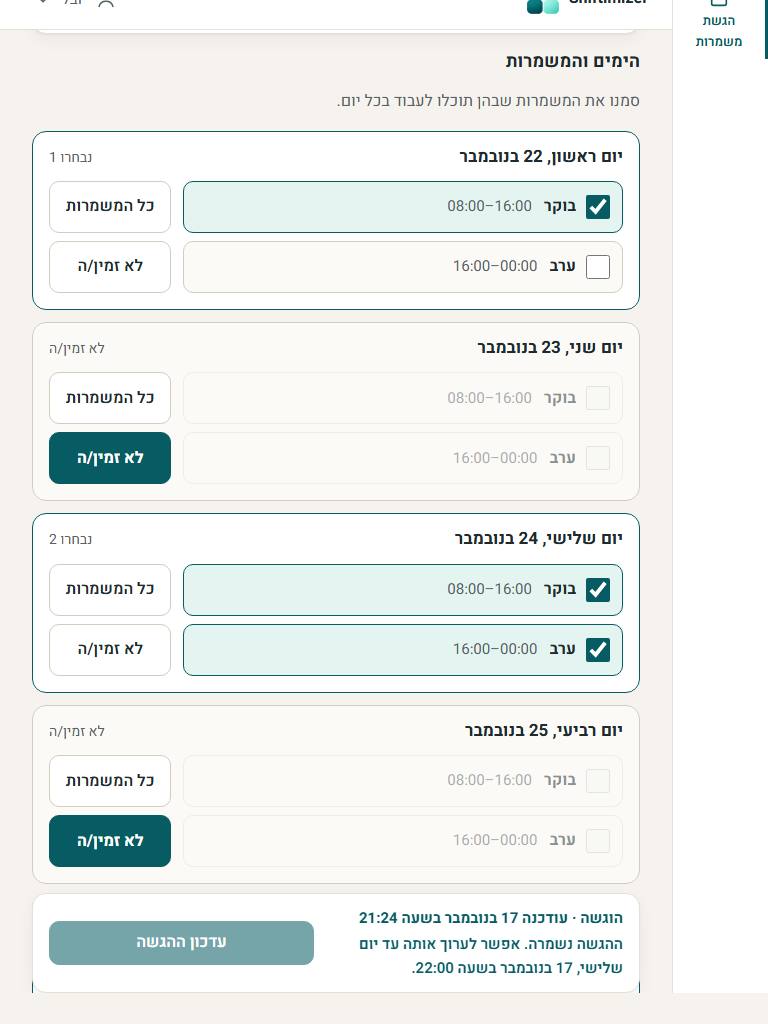 הגשת
משמרות
הימים והמשמרות
סמנו את המשמרות שבהן תוכלו לעבוד בכל יום.
יום ראשון, 22 בנובמבר
נבחרו 1
בוקר 08:00–16:00
כל המשמרות
ערב 16:00–00:00
לא זמין/ה
יום שני, 23 בנובמבר
לא זמין/ה
בוקר 08:00–16:00
כל המשמרות
ערב 16:00–00:00
לא זמין/ה
יום שלישי, 24 בנובמבר
נבחרו 2
בוקר 08:00–16:00
כל המשמרות
ערב 16:00–00:00
לא זמין/ה
יום רביעי, 25 בנובמבר
לא זמין/ה
בוקר 08:00–16:00
כל המשמרות
ערב 16:00–00:00
לא זמין/ה
הוגשה · עודכנה 17 בנובמבר בשעה 21:24
ההגשה נשמרה. אפשר לערוך אותה עד יום
שלישי, 17 בנובמבר בשעה 22:00.
עדכון ההגשה